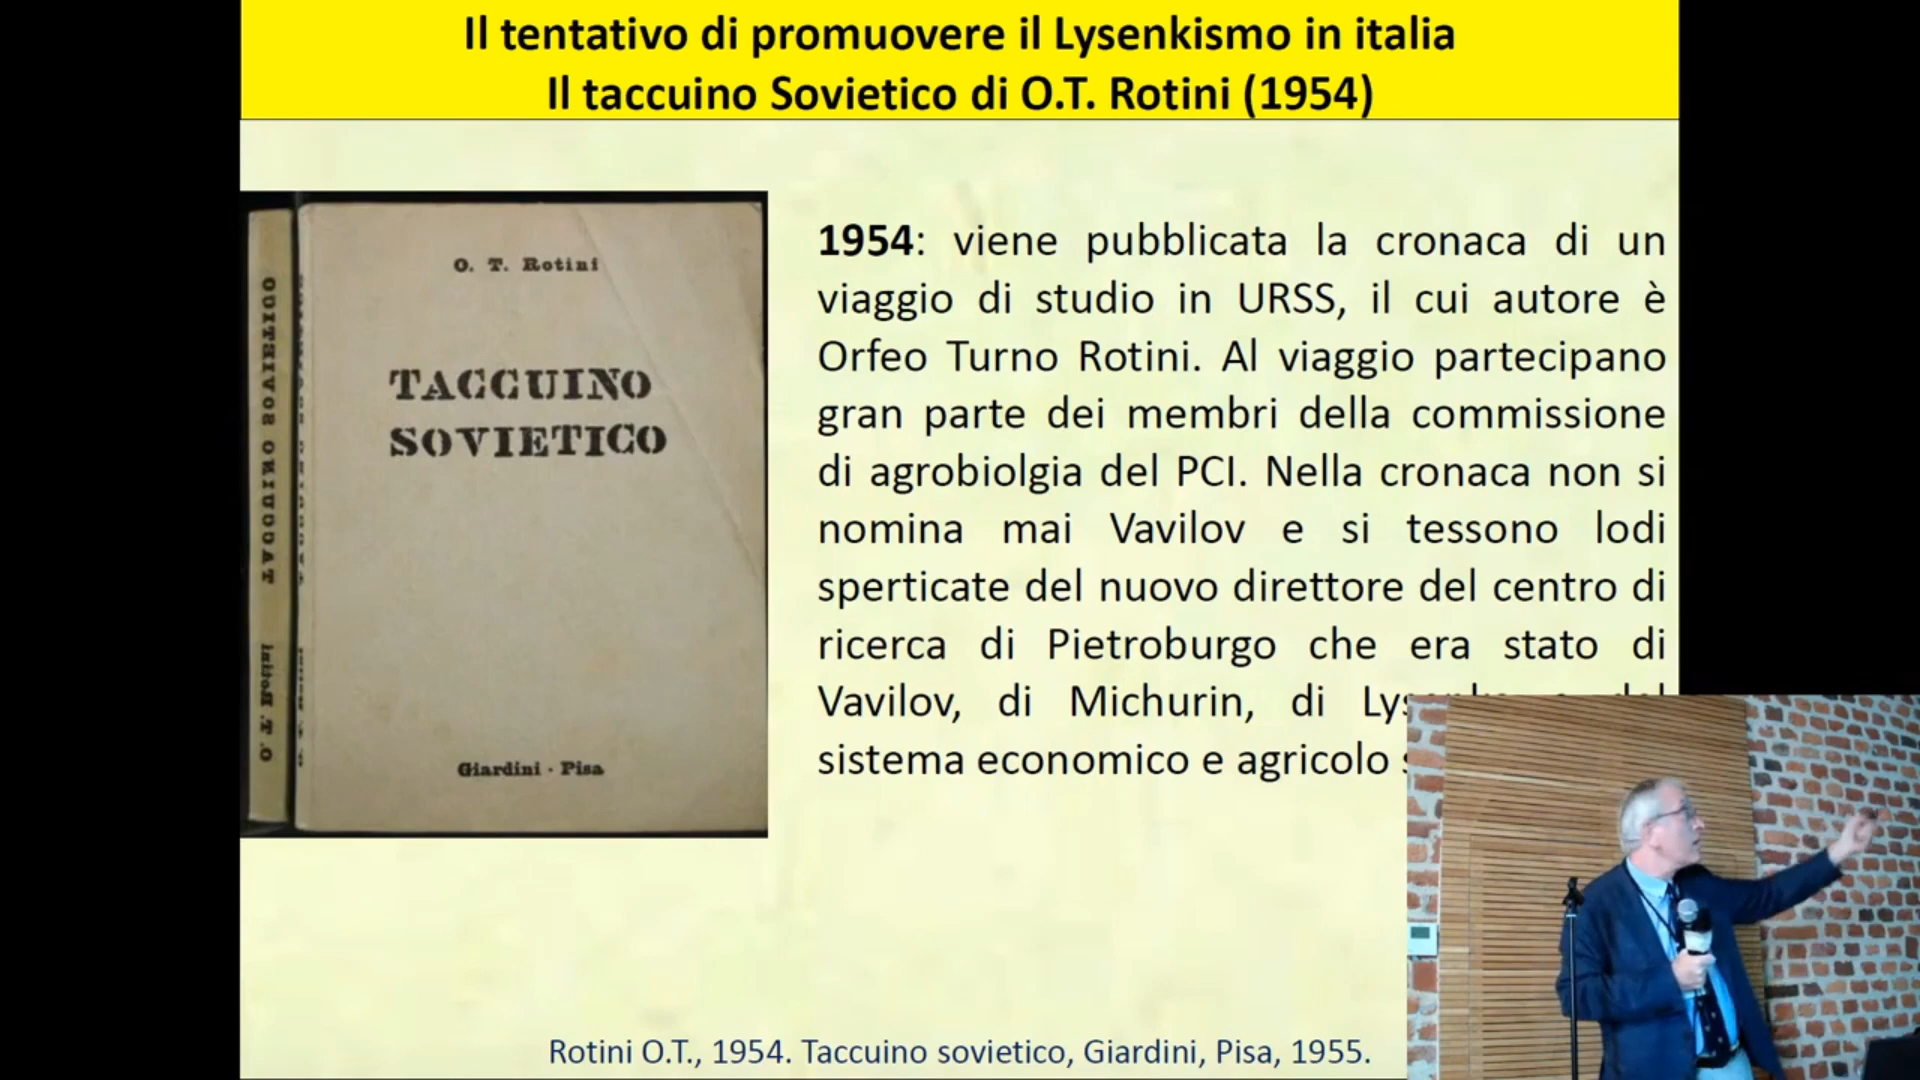 Il tentativo di promuovere il Lysenkismo in italia
Il taccuino Sovietico di O.T. Rotini (1954)
O. T. Rotini
TACCUINO
SOVIETICO
Giardini - Pisa
TACCUINO SOVIETICO
O. T. Rotini
1954: viene pubblicata la cronaca di un
viaggio di studio in URSS, il cui autore è
Orfeo Turno Rotini. Al viaggio partecipano
gran parte dei membri della commissione
di agrobiolgia del PCI. Nella cronaca non si
nomina mai Vavilov e si tessono lodi
sperticate del nuovo direttore del centro di
ricerca di Pietroburgo che era stato di
Vavilov, di Michurin, di
sistema economico e agricolo
Rotini O.T., 1954. Taccuino sovietico, Giardini, Pisa, 1955.